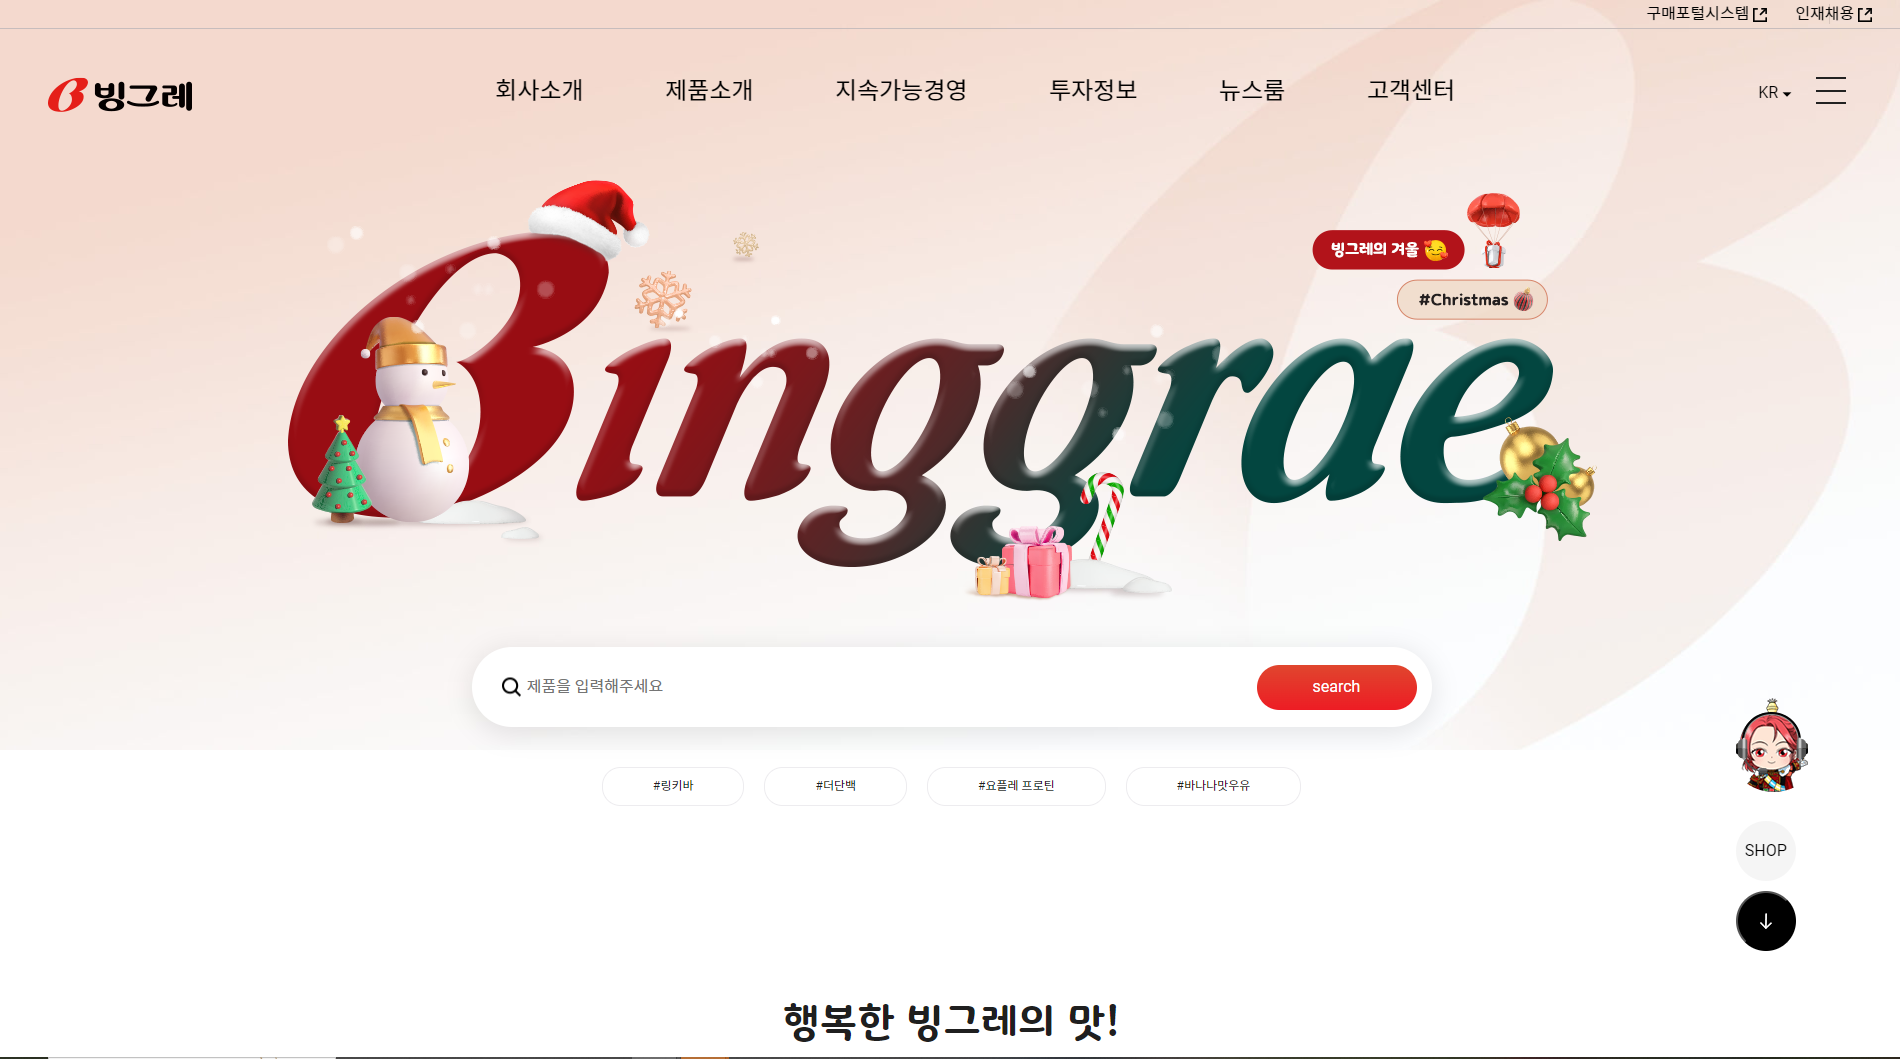 구매포털시스템 인재채용
빙그레
회사소개 제품소개 지속가능경영 투자정보 뉴스룸 고객센터
KR
빙그레의 겨울
#Christmas
Binggrae
제품을 입력해주세요
search
#링키바 #더단백 #요플레 프로틴 #바나나맛우유
SHOP
행복한 빙그레의 맛!